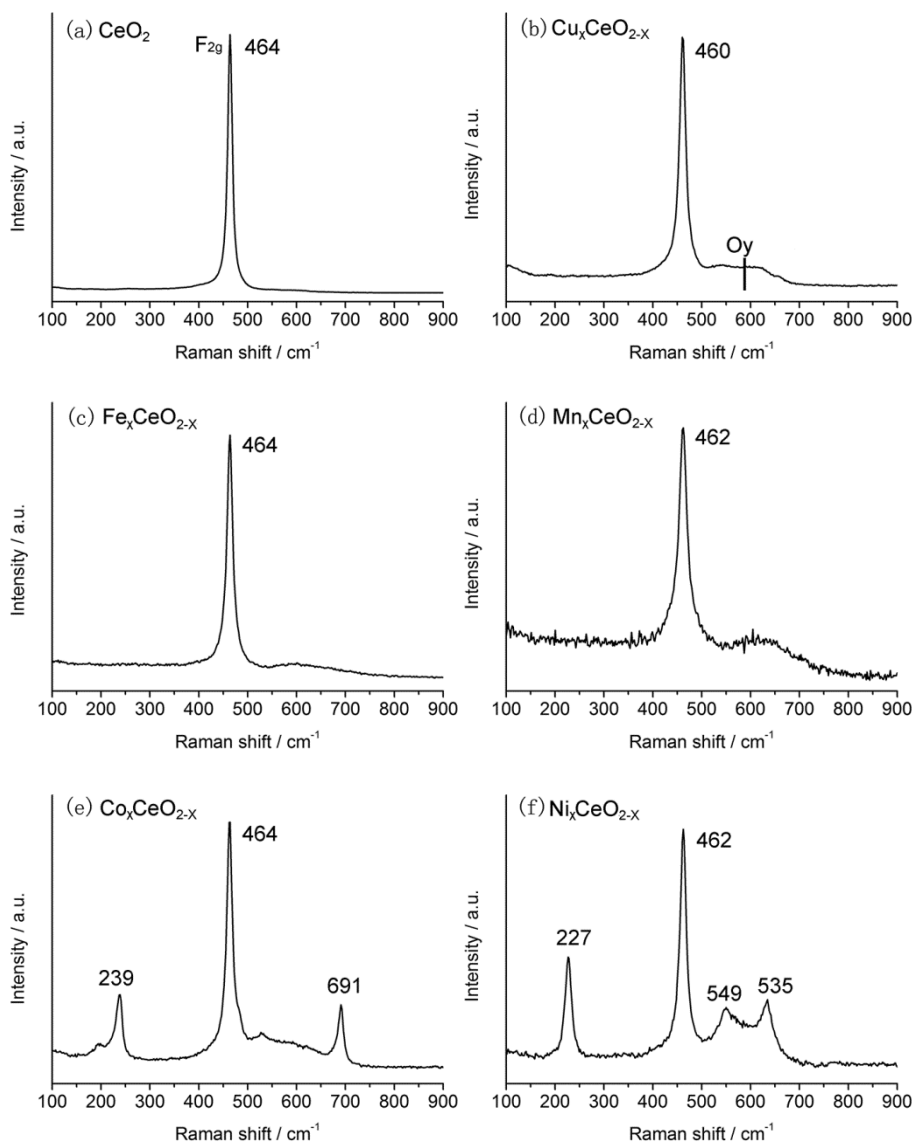 (a) CeO2
F2g 464
Intensity / a.u.
100 200 300 400 500 600 700 800 900
Raman shift / cm-1
(b) CuxCeO2-X
460
Oy
Intensity / a.u.
100 200 300 400 500 600 700 800 900
Raman shift / cm-1
(c) FexCeO2-X
464
Intensity / a.u.
100 200 300 400 500 600 700 800 900
Raman shift / cm-1
(d) MnxCeO2-X
462
Intensity / a.u.
100 200 300 400 500 600 700 800 900
Raman shift / cm-1
(e) CoxCeO2-X
464
239
691
Intensity / a.u.
100 200 300 400 500 600 700 800 900
Raman shift / cm-1
(f) NixCeO2-X
462
227
549 535
Intensity / a.u.
100 200 300 400 500 600 700 800 900
Raman shift / cm-1